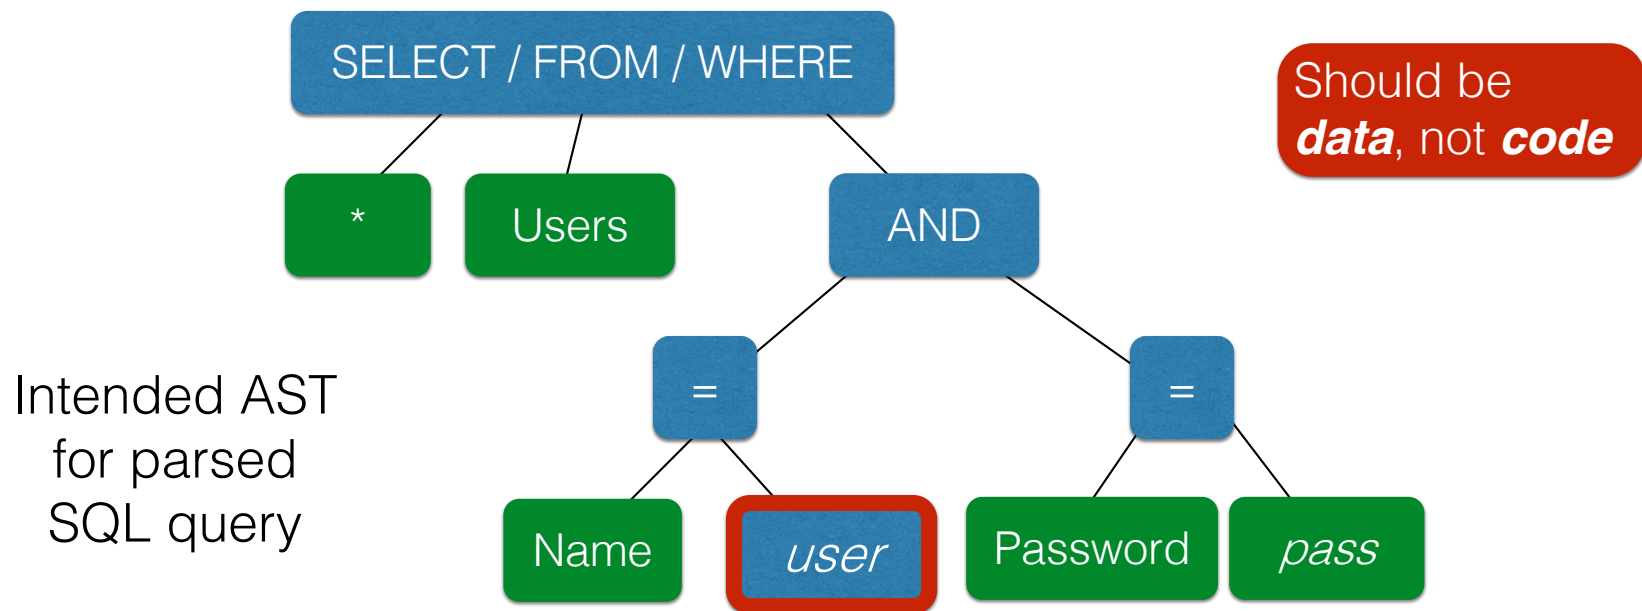 SELECT / FROM / WHERE
Should be
data, not code
*
Users
AND
Intended AST
for parsed
SQL query
=
=
Name
user
Password
pass